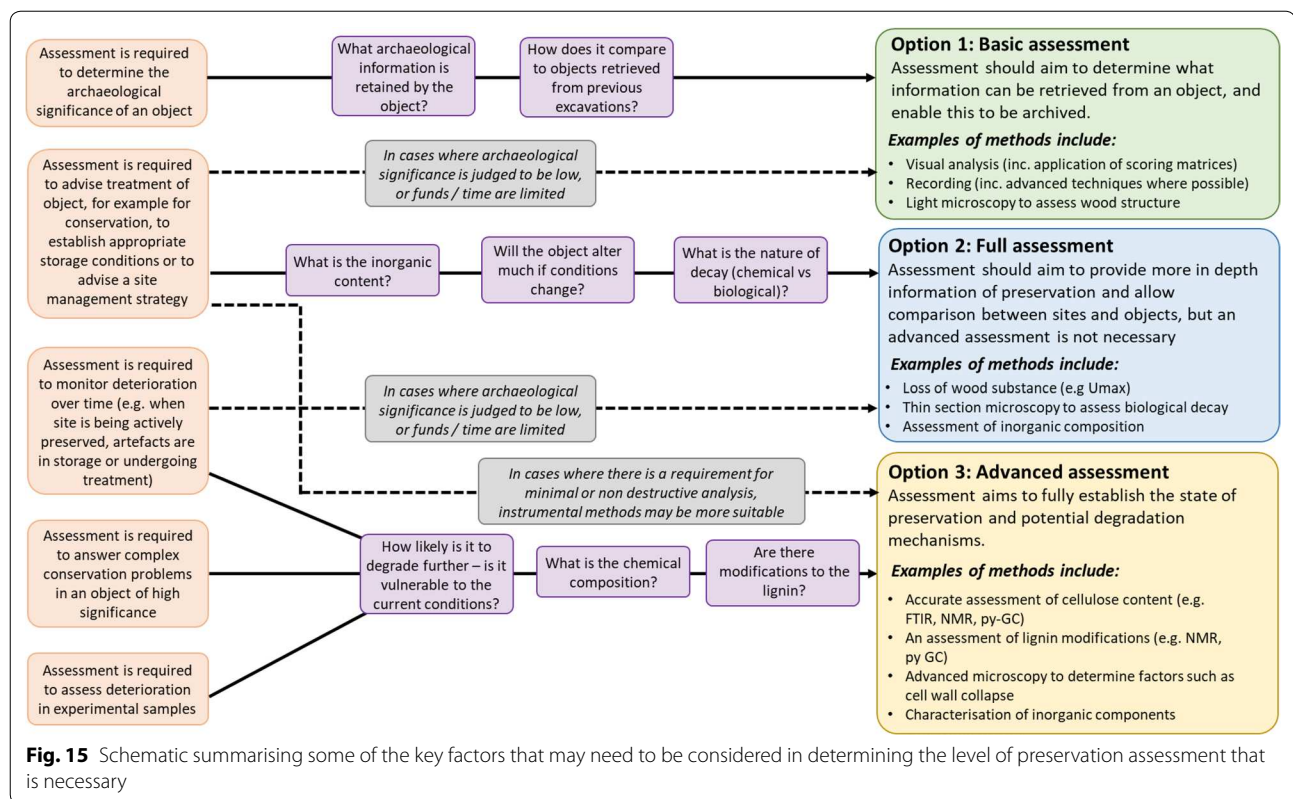 Assessment is required
to determine the
archaeological
significance of an object
What archaeological
information is
retained by the
object?
How does it compare
to objects retrieved
from previous
excavations?
Option 1: Basic assessment
Assessment should aim to determine what
information can be retrieved from an object, and
enable this to be archived.
Examples of methods include:
• Visual analysis (inc. application of scoring matrices)
• Recording (inc. advanced techniques where possible)
• Light microscopy to assess wood structure
Assessment is required
to advise treatment of
object, for example for
conservation, to
establish appropriate
storage conditions or to
advise a site
management strategy
In cases where archaeological
significance is judged to be low,
or funds / time are limited
What is the inorganic
content?
Will the object alter
much if conditions
change?
What is the nature of
decay (chemical vs
biological)?
Option 2: Full assessment
Assessment should aim to provide more in depth
information of preservation and allow
comparison between sites and objects, but an
advanced assessment is not necessary
Examples of methods include:
• Loss of wood substance (e.g Umax)
• Thin section microscopy to assess biological decay
• Assessment of inorganic composition
Assessment is required
to monitor deterioration
over time (e.g. when
site is being actively
preserved, artefacts are
in storage or undergoing
treatment)
In cases where archaeological
significance is judged to be low,
or funds / time are limited
In cases where there is a requirement for
minimal or non destructive analysis,
instrumental methods may be more suitable
Option 3: Advanced assessment
Assessment aims to fully establish the state of
preservation and potential degradation
mechanisms.
Examples of methods include:
• Accurate assessment of cellulose content (e.g.
FTIR, NMR, py-GC)
• An assessment of lignin modifications (e.g. NMR,
py GC)
• Advanced microscopy to determine factors such as
cell wall collapse
• Characterisation of inorganic components
Assessment is required
to answer complex
conservation problems
in an object of high
significance
How likely is it to
degrade further – is it
vulnerable to the
current conditions?
What is the chemical
composition?
Are there
modifications to the
lignin?
Assessment is required
to assess deterioration
in experimental samples
Fig. 15 Schematic summarising some of the key factors that may need to be considered in determining the level of preservation assessment that
is necessary